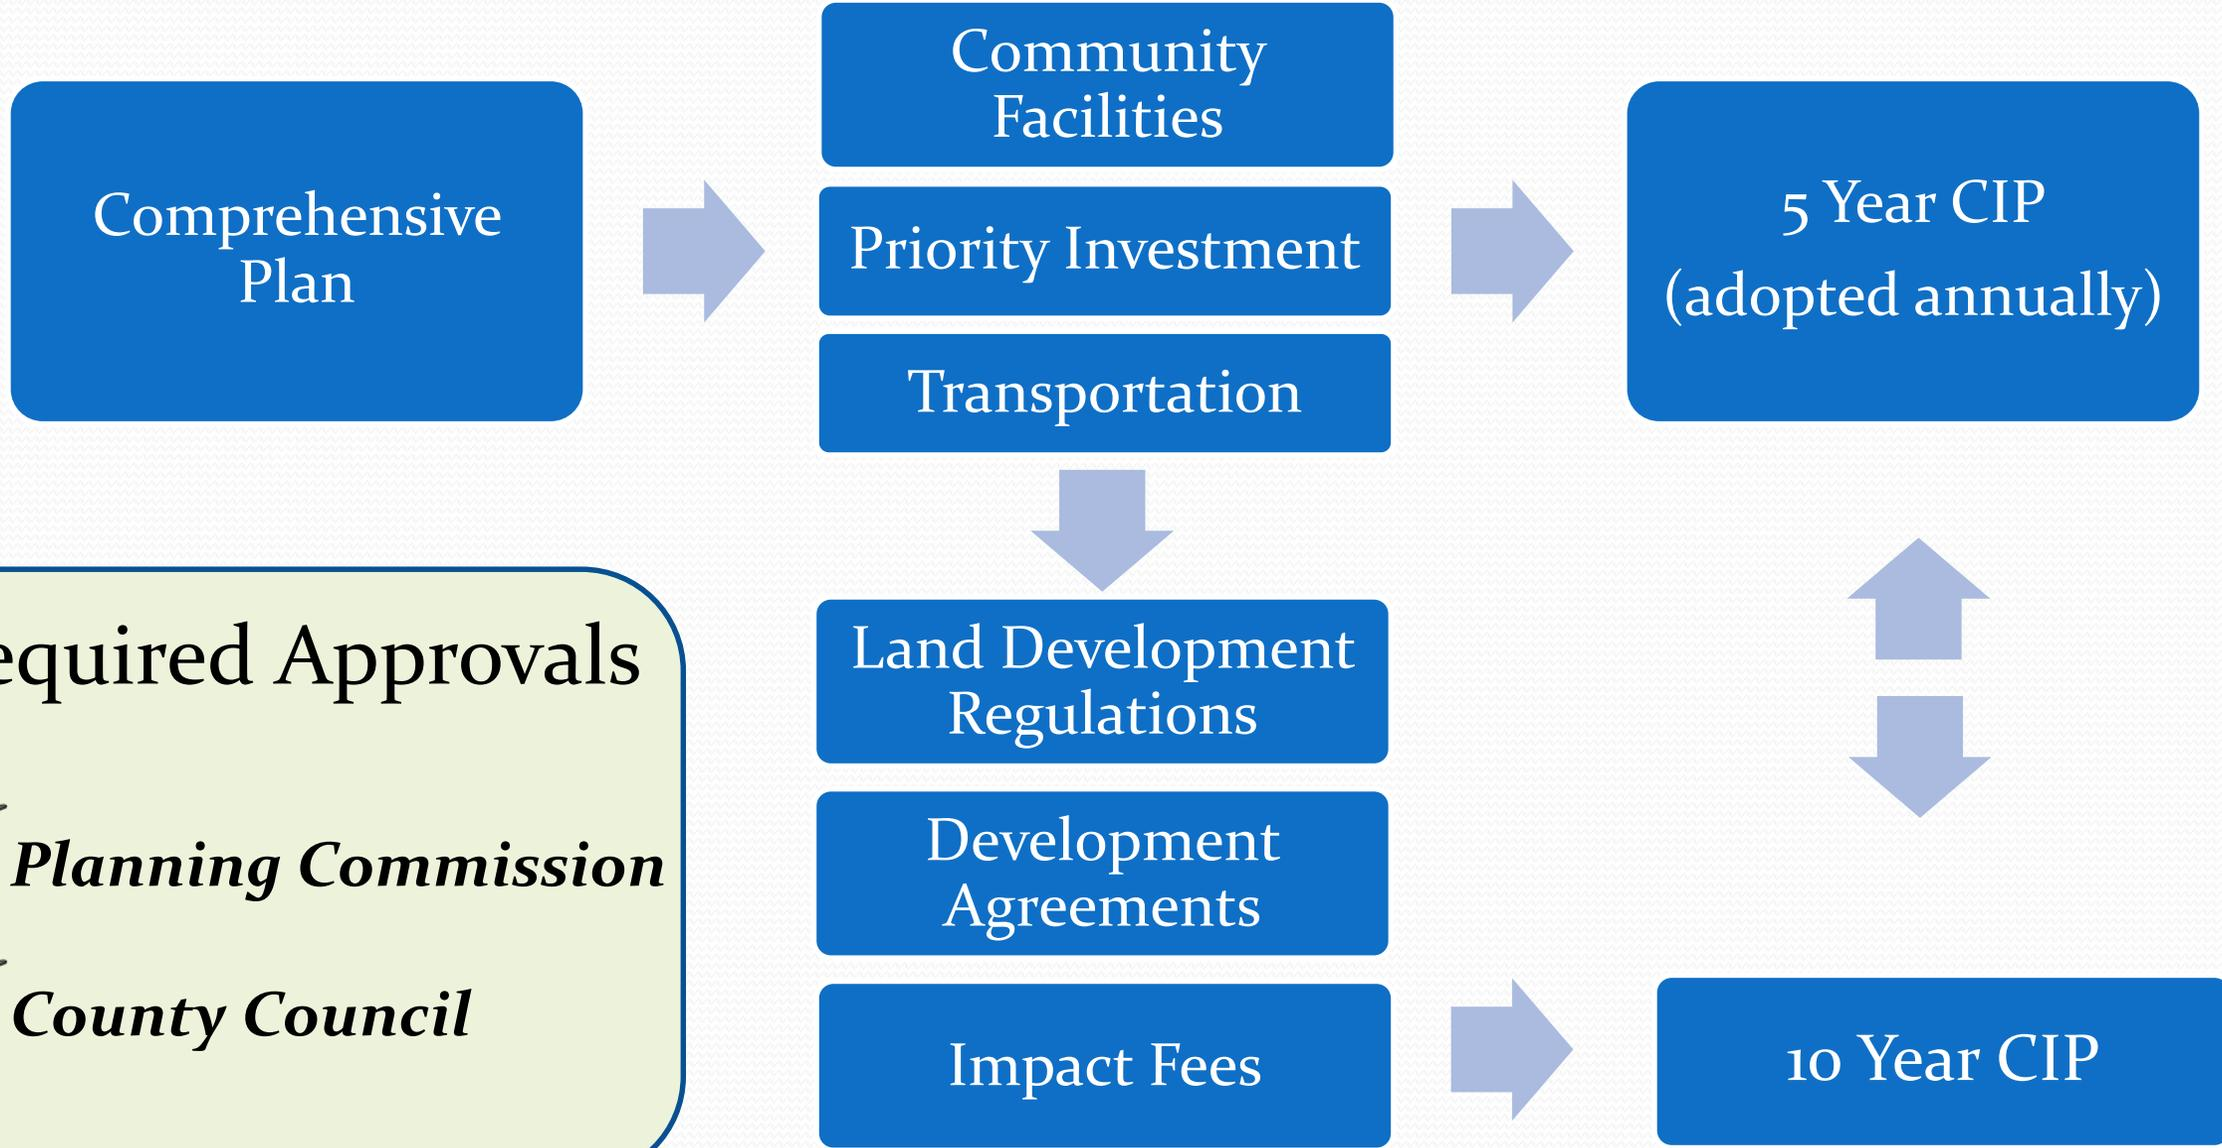 Community
Facilities
Comprehensive
Plan
Priority Investment
Transportation
5 Year CIP
(adopted annually)
equired Approvals
Planning Commission
County Council
Land Development
Regulations
Development
Agreements
Impact Fees
10 Year CIP